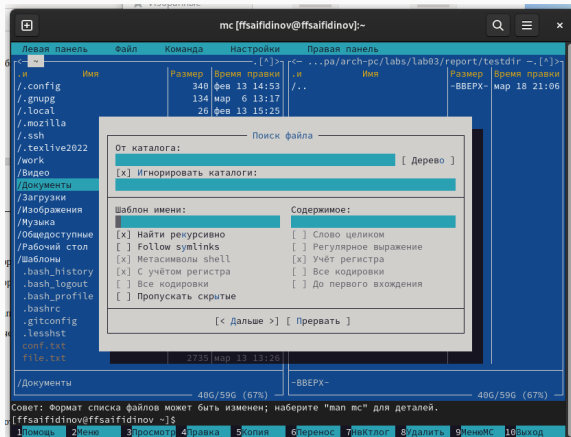 Избранные
mc [ffsaifidinov@ffsaifidinov]:~
Левая панель Файл Команда Настройки Правая панель
<— ~ .[^]> <— ...pa/arch-pc/labs/lab03/report/testdir —.[^]>
.и Имя Размер Время правки .и Имя Размер Время правки
/.config 340 фев 13 14:53 /.. -ВВЕРХ- мар 18 21:06
/.gnupg 134 мар 6 13:17
/.local 26 фев 13 15:25
/.mozilla
/.ssh
/.texlive2022
/work
/Видео
/Документы
/Загрузки
/Изображения
/Музыка
/Общедоступные
/Рабочий стол
/Шаблоны
.bash_history
.bash_logout
.bash_profile
.bashrc
.gitconfig
.lesshst
conf.txt
file.txt 2735 мар 13 13:26
Поиск файла
От каталога:
[ Дерево ]
[x] Игнорировать каталоги:
Шаблон имени: Содержимое:
[x] Найти рекурсивно [ ] Слово целиком
[ ] Follow symlinks [ ] Регулярное выражение
[x] Метасимволы shell [x] Учёт регистра
[x] С учётом регистра [ ] Все кодировки
[ ] Все кодировки [ ] До первого вхождения
[ ] Пропускать скрытые
[< Дальше >] [ Прервать ]
/Документы -ВВЕРХ-
40G/59G (67%) 40G/59G (67%)
Совет: Формат списка файлов может быть изменен; наберите "man mc" для деталей.
[ffsaifidinov@ffsaifidinov ~]$
1Помощь 2Меню 3Просмотр 4Правка 5Копия 6Перенос 7НвКтлог 8Удалить 9МенюМС 10Выход